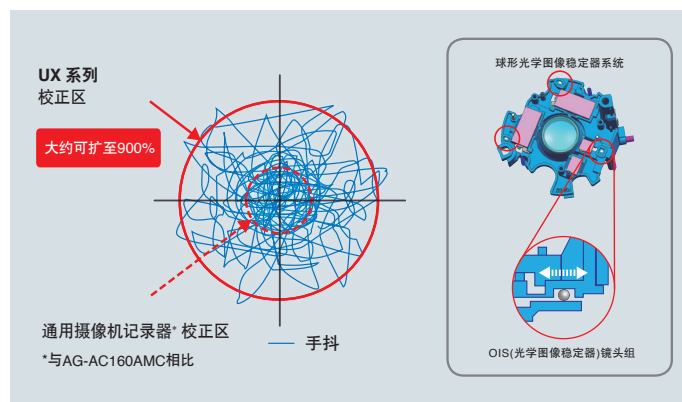 UX 系列
校正区
大约可扩至900%
通用摄像机记录器* 校正区
*与AG-AC160AMC相比
手抖
球形光学图像稳定器系统
OIS(光学图像稳定器)镜头组